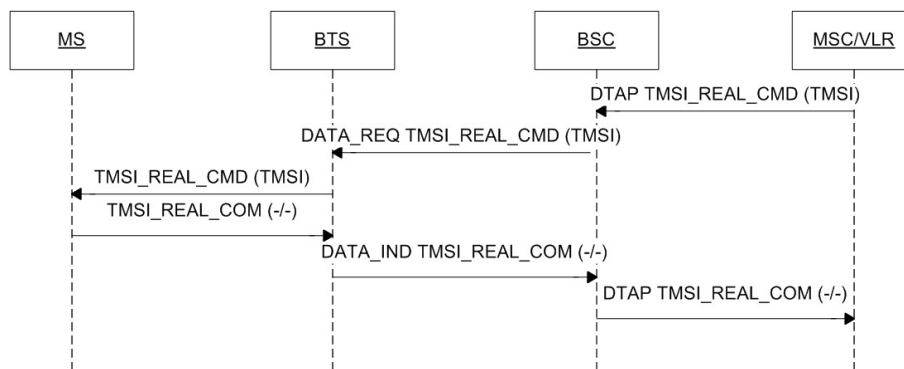 MS
BTS
BSC
MSC/VLR
DTAP TMSI_REAL_CMD (TMSI)
DATA_REQ TMSI_REAL_CMD (TMSI)
TMSI_REAL_CMD (TMSI)
TMSI_REAL_COM (-/-)
DATA_IND TMSI_REAL_COM (-/-)
DTAP TMSI_REAL_COM (-/-)